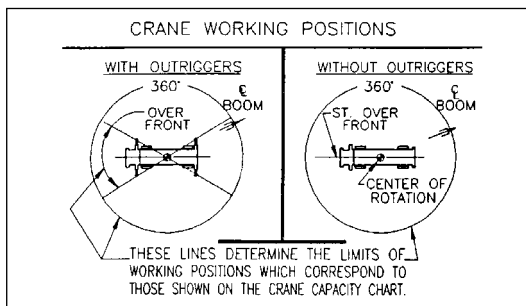 CRANE WORKING POSITIONS
WITH OUTRIGGERS
360°
℄
BOOM
OVER
FRONT
WITHOUT OUTRIGGERS
360°
℄
BOOM
ST. OVER
FRONT
CENTER OF
ROTATION
THESE LINES DETERMINE THE LIMITS OF
WORKING POSITIONS WHICH CORRESPOND TO
THOSE SHOWN ON THE CRANE CAPACITY CHART.